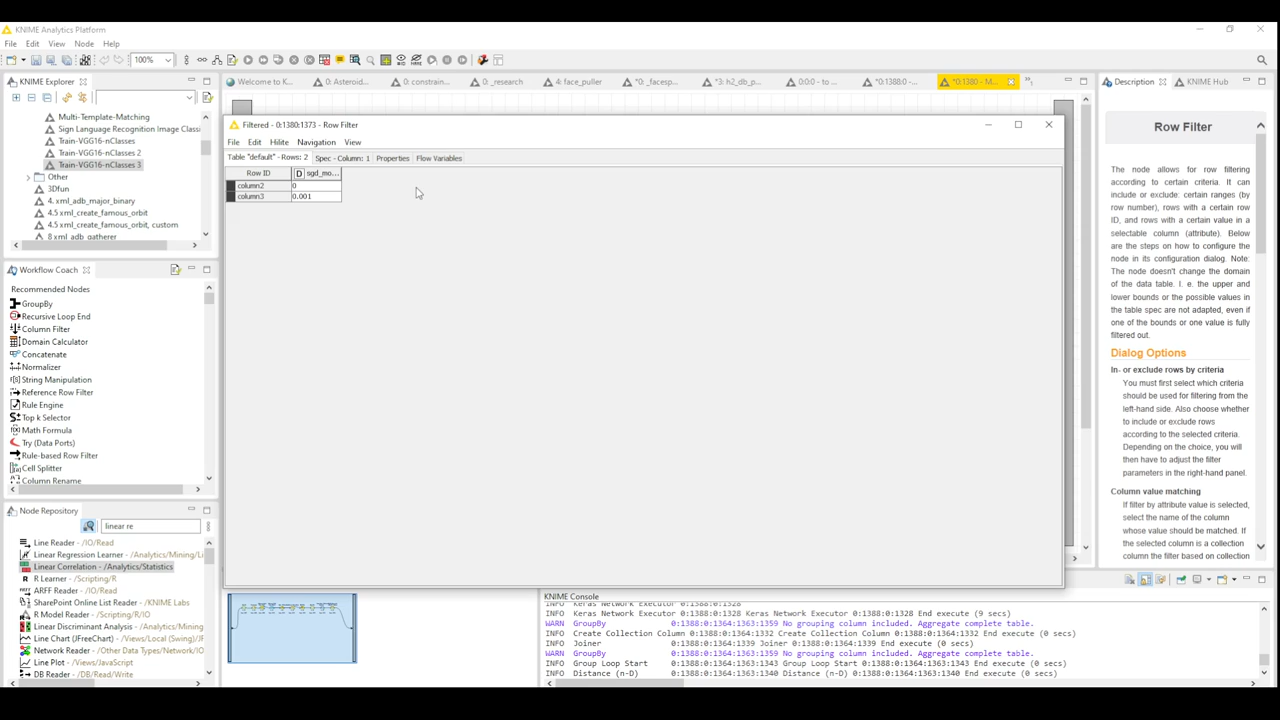 KNIME Analytics Platform
File Edit View Node Help
100%
KNIME Explorer
Welcome to K...
0: Asteroid...
0: constrain...
0: _research
4: face_puller
*0: _facesp...
*3: h2_db_p...
0:0:0 - to ...
*0:1388:0 -...
*0:1380 - M...
Description
KNIME Hub
Multi-Template-Matching
Sign Language Recognition Image Classi
Train-VGG16-nClasses
Train-VGG16-nClasses 2
Train-VGG16-nClasses 3
Other
3Dfun
4. xml_adb_major_binary
4.5 xml_create_famous_orbit
4.5 xml_create_famous_orbit, custom
8 xml_adb_gatherer
Workflow Coach
Recommended Nodes
GroupBy
Recursive Loop End
Column Filter
Domain Calculator
Concatenate
Normalizer
String Manipulation
Reference Row Filter
Rule Engine
Top k Selector
Math Formula
Try (Data Ports)
Rule-based Row Filter
Cell Splitter
Column Rename
Node Repository
linear re
Line Reader - /IO/Read
Linear Regression Learner - /Analytics/Mining/Li
Linear Correlation - /Analytics/Statistics
R Learner - /Scripting/R
ARFF Reader - /IO/Read
SharePoint Online List Reader - /KNIME Labs
R Model Reader - /Scripting/R/IO
Linear Discriminant Analysis - /Analytics/Mining/
Line Chart (JFreeChart) - /Views/Local (Swing)/JF
Network Reader - /Other Data Types/Network/IO
Line Plot - /Views/JavaScript
DB Reader - /DB/Read/Write
Filtered - 0:1380:1373 - Row Filter
File Edit Hilite Navigation View
Table "default" - Rows: 2
Spec - Column: 1
Properties
Flow Variables
Row ID
D sgd_mo...
column2 0
column3 0.001
Row Filter
The node allows for row filtering
according to certain criteria. It can
include or exclude: certain ranges (by
row number), rows with a certain row
ID, and rows with a certain value in a
selectable column (attribute). Below
are the steps on how to configure the
node in its configuration dialog. Note:
The node doesn't change the domain
of the data table. I. e. the upper and
lower bounds or the possible values in
the table spec are not adapted, even if
one of the bounds or one value is fully
filtered out.
Dialog Options
In- or exclude rows by criteria
You must first select which criteria
should be used for filtering from the
left-hand side. Also choose whether
to include or exclude rows
according to the selected criteria.
Depending on the choice, you will
then have to adjust the filter
parameters in the right-hand panel.
Column value matching
If filter by attribute value is selected,
select the name of the column
whose value should be matched. If
the selected column is a collection
column the filter based on collection
KNIME Console
INFO Keras Network Executor 0:1388:1328
INFO Keras Network Executor 0:1388:1328 Keras Network Executor 0:1388:1328 End execute (9 secs)
WARN GroupBy 0:1388:1364:1363:1359 No grouping column included. Aggregate complete table.
INFO Create Collection Column 0:1388:1364:1332 Create Collection Column 0:1388:1364:1332 End execute (0 secs)
INFO Joiner 0:1388:1364:1339 Joiner 0:1388:1364:1339 End execute (0 secs)
WARN GroupBy 0:1388:1364:1363:1359 No grouping column included. Aggregate complete table.
INFO Group Loop Start 0:1388:1364:1363:1343 Group Loop Start 0:1388:1364:1363:1343 End execute (0 secs)
INFO Distance (n-D) 0:1388:1364:1363:1340 Distance (n-D) 0:1388:1364:1363:1340 End execute (0 secs)